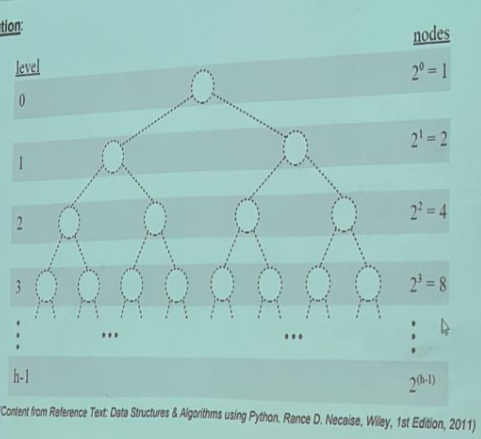 tion:
nodes
level
0
2⁰ = 1
1
2¹ = 2
2
2² = 4
3
2³ = 8
... ...
h-1
2⁽ʰ⁻¹⁾
Content from Reference Text: Data Structures & Algorithms using Python, Rance D. Necaise, Wiley, 1st Edition, 2011)